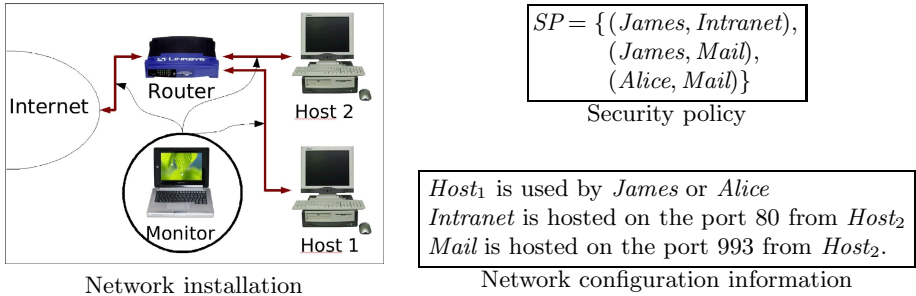 Internet
LINKSYS
Router
Host 2
Monitor
Host 1
Network installation
SP = {(James, Intranet),
(James, Mail),
(Alice, Mail)}
Security policy
Host₁ is used by James or Alice
Intranet is hosted on the port 80 from Host₂
Mail is hosted on the port 993 from Host₂.
Network configuration information